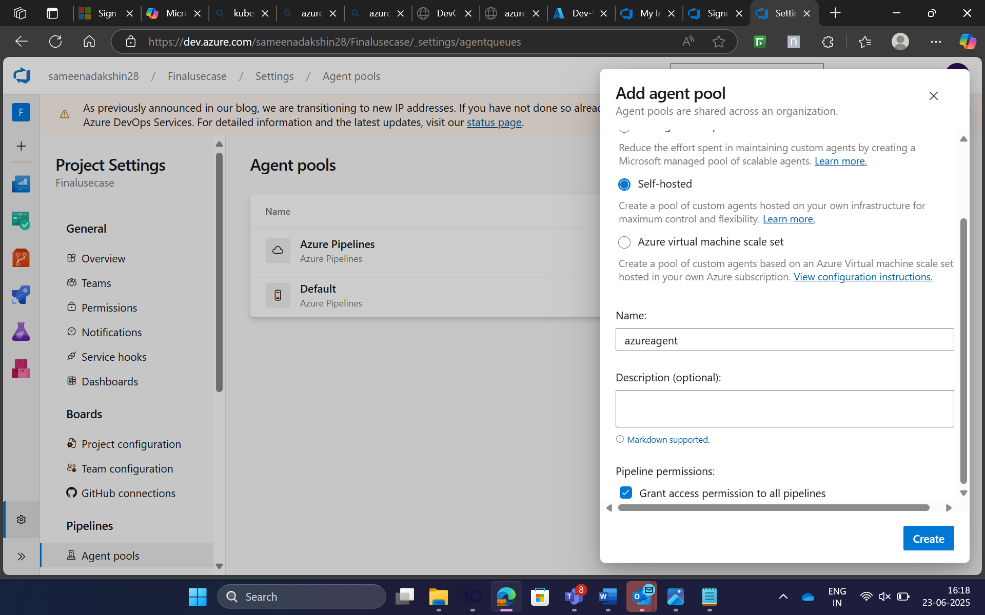 Sign
Micro
kube
azure
azure
DevO
azure
Dev-
My In
Sign
Setti
https://dev.azure.com/sameenadakshin28/Finalusecase/_settings/agentqueues
sameenadakshin28 / Finalusecase / Settings / Agent pools
As previously announced in our blog, we are transitioning to new IP addresses. If you have not done so alrea
Azure DevOps Services. For detailed information and the latest updates, visit our status page.
F
Project Settings
Finalusecase
General
Overview
Teams
Permissions
Notifications
Service hooks
Dashboards
Boards
Project configuration
Team configuration
GitHub connections
Pipelines
Agent pools
Agent pools
Name
Azure Pipelines
Azure Pipelines
Default
Azure Pipelines
Add agent pool
Agent pools are shared across an organization.
Reduce the effort spent in maintaining custom agents by creating a
Microsoft managed pool of scalable agents. Learn more.
Self-hosted
Create a pool of custom agents hosted on your own infrastructure for
maximum control and flexibility. Learn more.
Azure virtual machine scale set
Create a pool of custom agents based on an Azure Virtual machine scale set
hosted in your own Azure subscription. View configuration instructions.
Name:
azureagent
Description (optional):
Markdown supported.
Pipeline permissions:
Grant access permission to all pipelines
Create
Search
8
ENG
IN
16:18
23-06-2025